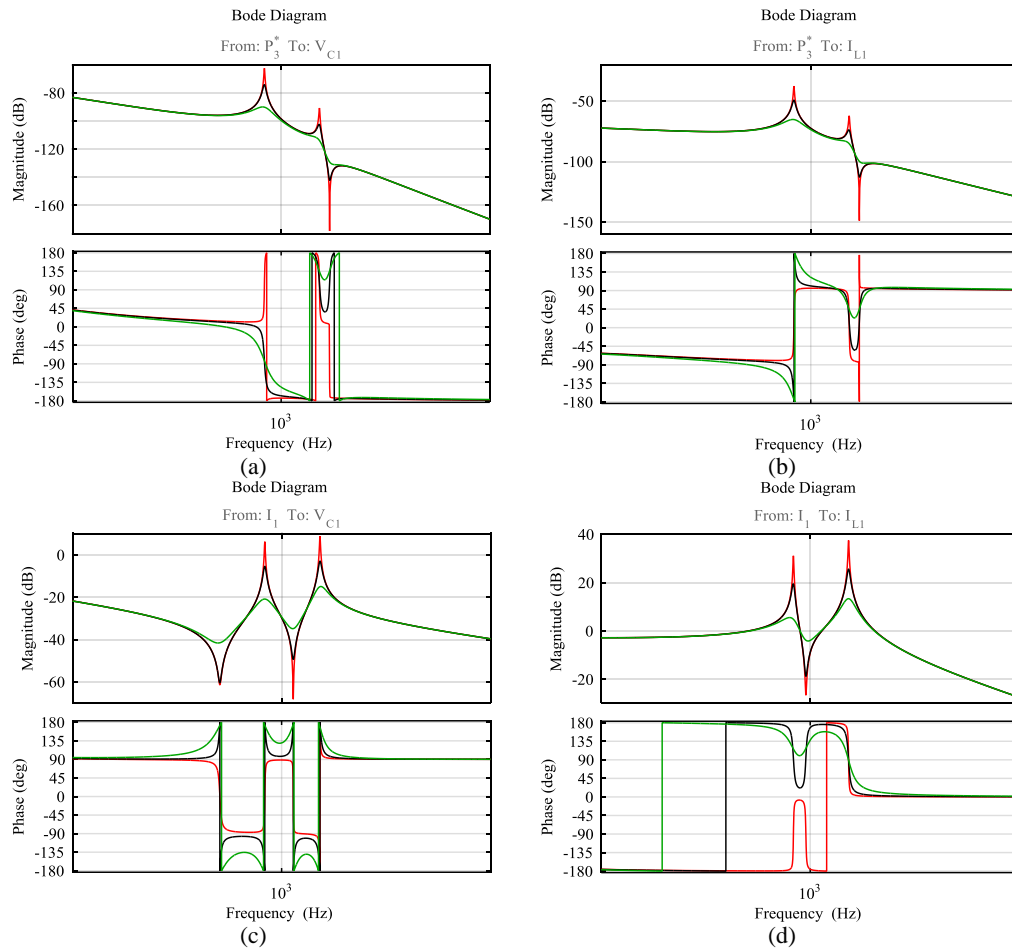 Bode Diagram
From: P3* To: VC1
Magnitude (dB)
-80
-120
-160
Phase (deg)
180
135
90
45
0
-45
-90
-135
-180
10^3
Frequency (Hz)
(a)
Bode Diagram
From: P3* To: IL1
Magnitude (dB)
-50
-100
-150
Phase (deg)
180
135
90
45
0
-45
-90
-135
-180
10^3
Frequency (Hz)
(b)
Bode Diagram
From: I1 To: VC1
Magnitude (dB)
0
-20
-40
-60
Phase (deg)
180
135
90
45
0
-45
-90
-135
-180
10^3
Frequency (Hz)
(c)
Bode Diagram
From: I1 To: IL1
Magnitude (dB)
40
20
0
-20
Phase (deg)
180
135
90
45
0
-45
-90
-135
-180
10^3
Frequency (Hz)
(d)